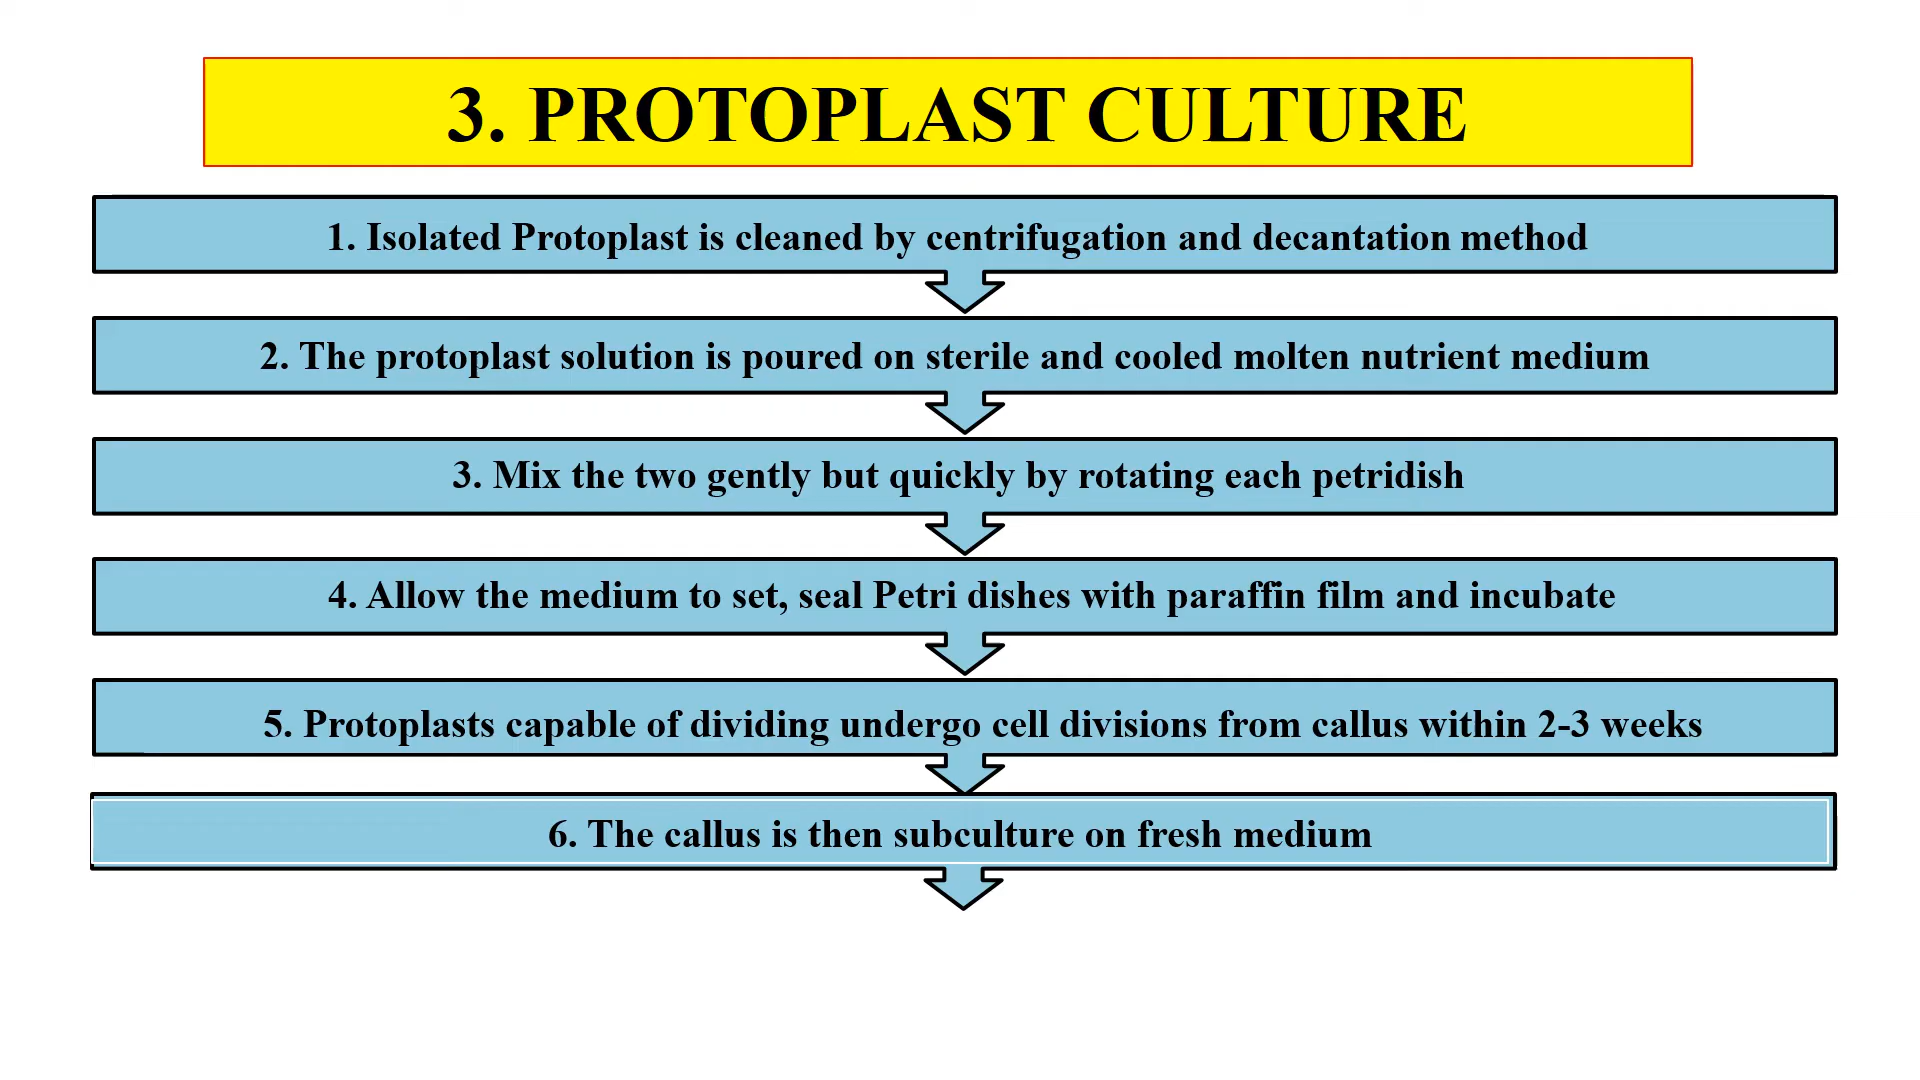 3. PROTOPLAST CULTURE
1. Isolated Protoplast is cleaned by centrifugation and decantation method
2. The protoplast solution is poured on sterile and cooled molten nutrient medium
3. Mix the two gently but quickly by rotating each petridish
4. Allow the medium to set, seal Petri dishes with paraffin film and incubate
5. Protoplasts capable of dividing undergo cell divisions from callus within 2-3 weeks
6. The callus is then subculture on fresh medium